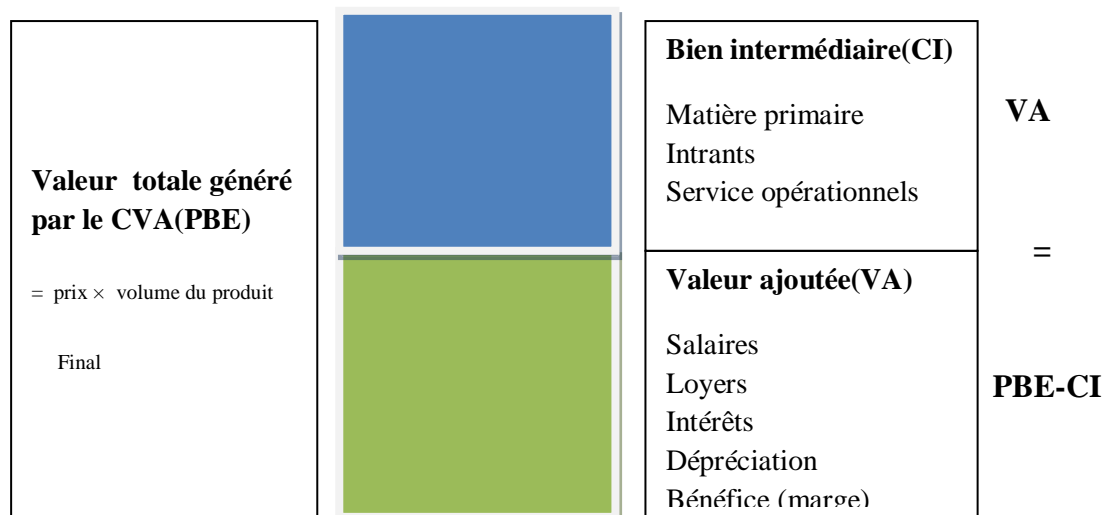 Valeur totale généré
par le CVA(PBE)
= prix × volume du produit
Final
Bien intermédiaire(CI)
Matière primaire
Intrants
Service opérationnels
Valeur ajoutée(VA)
Salaires
Loyers
Intérêts
Dépréciation
Bénéfice (marge)
VA
=
PBE-CI